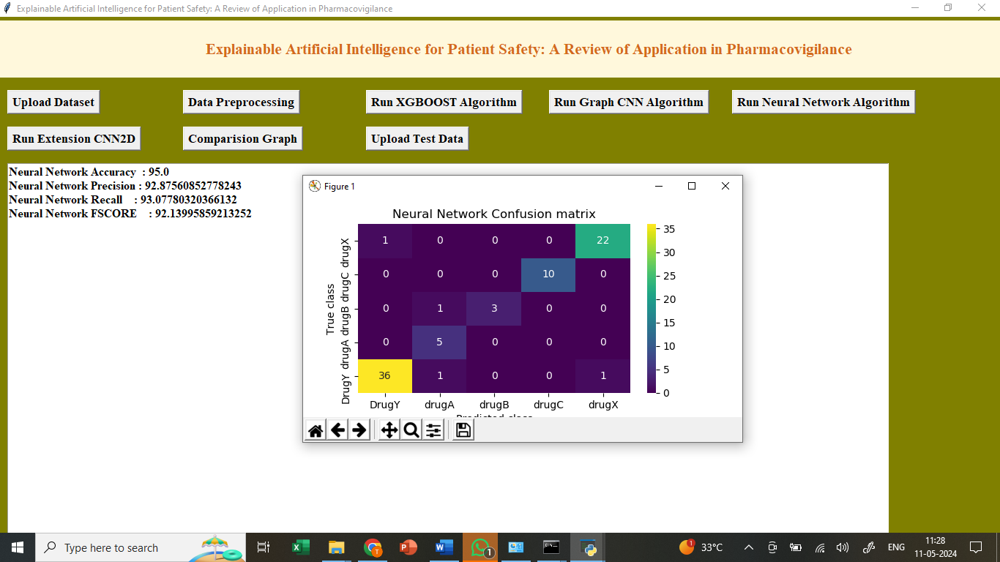 Explainable Artificial Intelligence for Patient Safety: A Review of Application in Pharmacovigilance
Explainable Artificial Intelligence for Patient Safety: A Review of Application in Pharmacovigilance
Upload Dataset
Data Preprocessing
Run XGBOOST Algorithm
Run Graph CNN Algorithm
Run Neural Network Algorithm
Run Extension CNN2D
Comparision Graph
Upload Test Data
Neural Network Accuracy : 95.0
Neural Network Precision : 92.87560852778243
Neural Network Recall : 93.07780320366132
Neural Network FSCORE : 92.13995859213252
Figure 1
Neural Network Confusion matrix
True class
drugX
1 0 0 0 22
drugC
0 0 0 10 0
drugB
0 1 3 0 0
drugA
0 5 0 0 0
DrugY
36 1 0 0 1
DrugY drugA drugB drugC drugX
Predicted class
35
30
25
20
15
10
5
0
Type here to search
1
1
33°C
ENG
11:28
11-05-2024